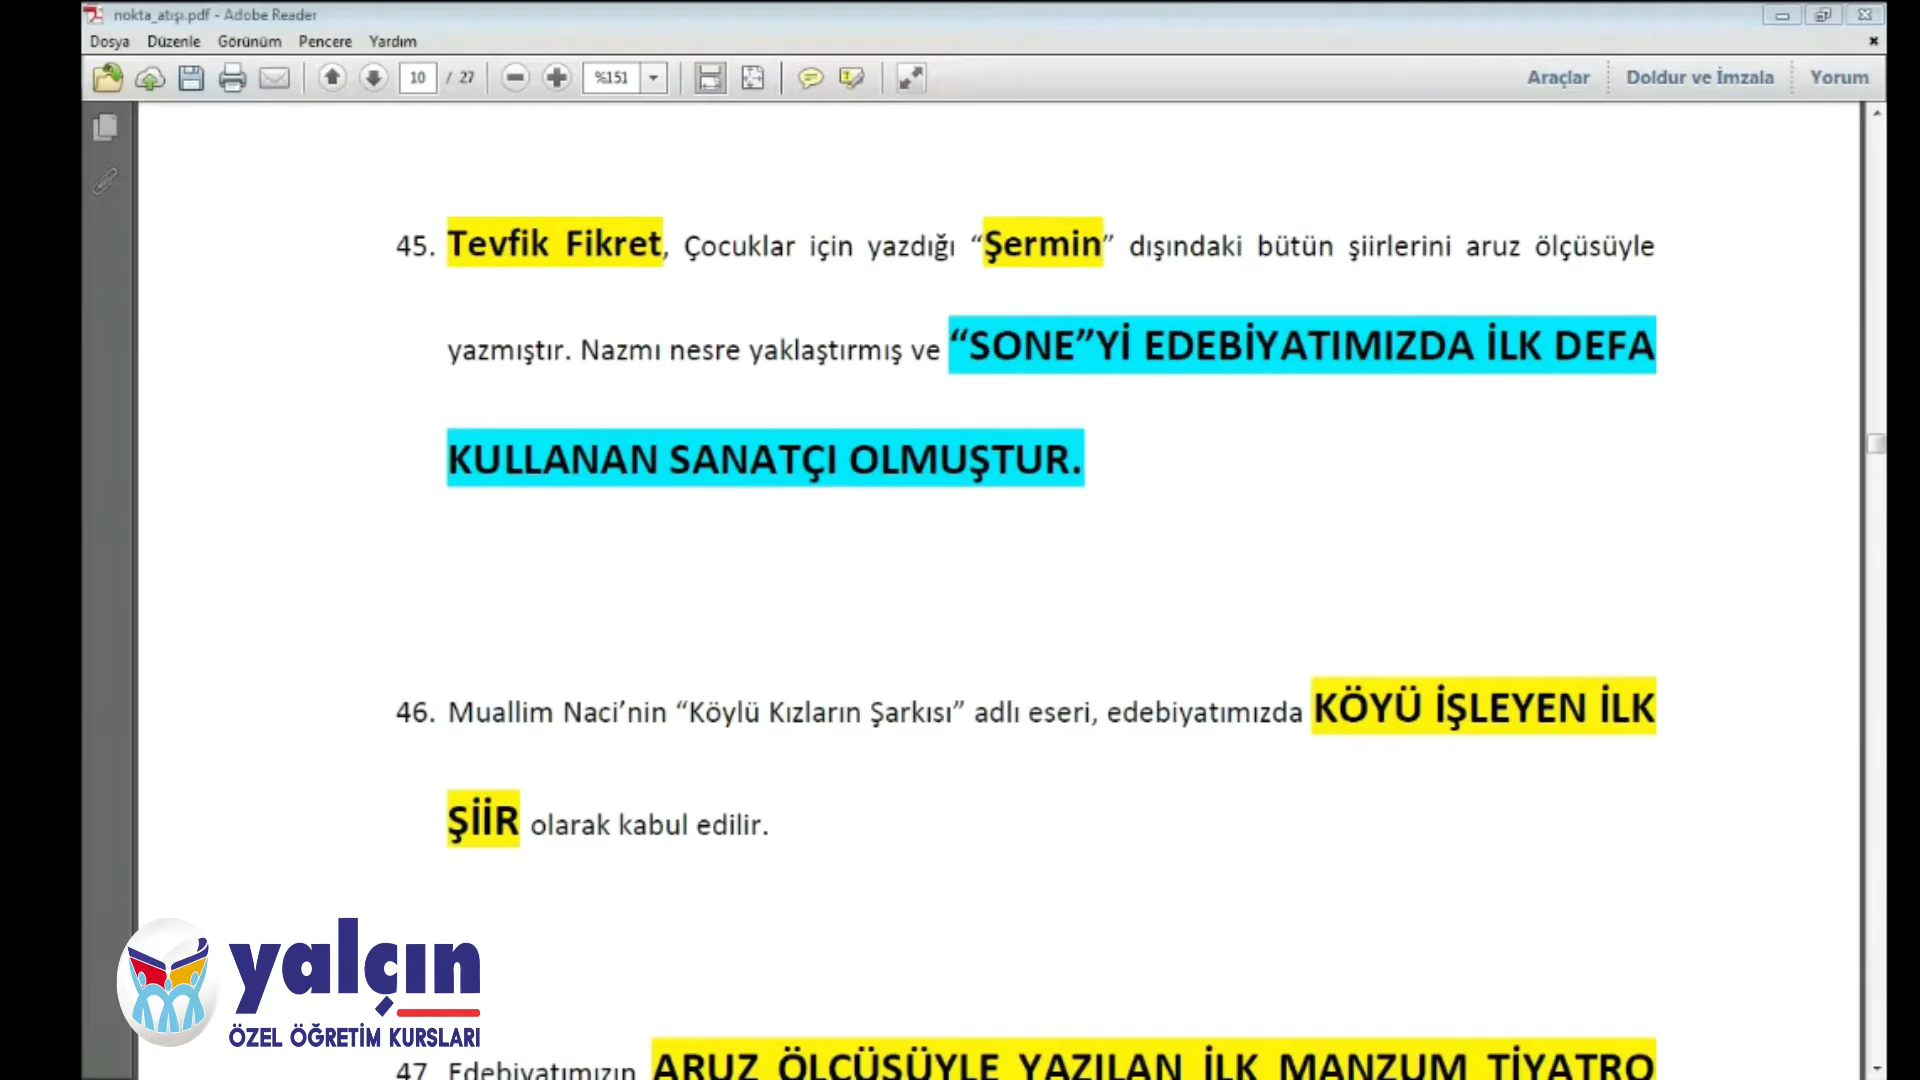 nokta_atışı.pdf - Adobe Reader
Dosya Düzenle Görünüm Pencere Yardım
10 / 27 %151 Araçlar Doldur ve İmzala Yorum
45. Tevfik Fikret, Çocuklar için yazdığı “Şermin” dışındaki bütün şiirlerini aruz ölçüsüyle
yazmıştır. Nazmı nesre yaklaştırmış ve “SONE”Yİ EDEBİYATIMIZDA İLK DEFA
KULLANAN SANATÇI OLMUŞTUR.
46. Muallim Naci’nin “Köylü Kızların Şarkısı” adlı eseri, edebiyatımızda KÖYÜ İŞLEYEN İLK
ŞİİR olarak kabul edilir.
yalçın
ÖZEL ÖĞRETİM KURSLARI
47. Edebiyatımızın ARUZ ÖLÇÜSÜYLE YAZILAN İLK MANZUM TİYATRO